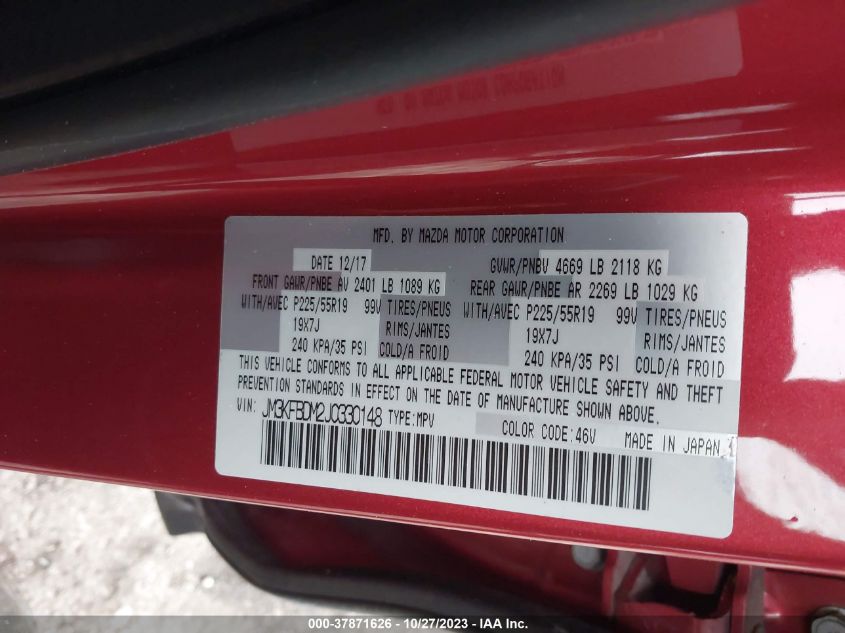 MFD. BY MAZDA MOTOR CORPORATION
DATE 12/17 GVWR/PNBV 4669 LB 2118 KG
FRONT GAWR/PNBE AV 2401 LB 1089 KG REAR GAWR/PNBE AR 2269 LB 1029 KG
WITH/AVEC P225/55R19 99V TIRES/PNEUS WITH/AVEC P225/55R19 99V TIRES/PNEUS
19X7J RIMS/JANTES 19X7J RIMS/JANTES
240 KPA/35 PSI COLD/A FROID 240 KPA/35 PSI COLD/A FROID
THIS VEHICLE CONFORMS TO ALL APPLICABLE FEDERAL MOTOR VEHICLE SAFETY AND THEFT
PREVENTION STANDARDS IN EFFECT ON THE DATE OF MANUFACTURE SHOWN ABOVE.
VIN: JM3KFBDM2J0330148 TYPE:MPV COLOR CODE:46V MADE IN JAPAN
000-37871626 - 10/27/2023 - IAA Inc.